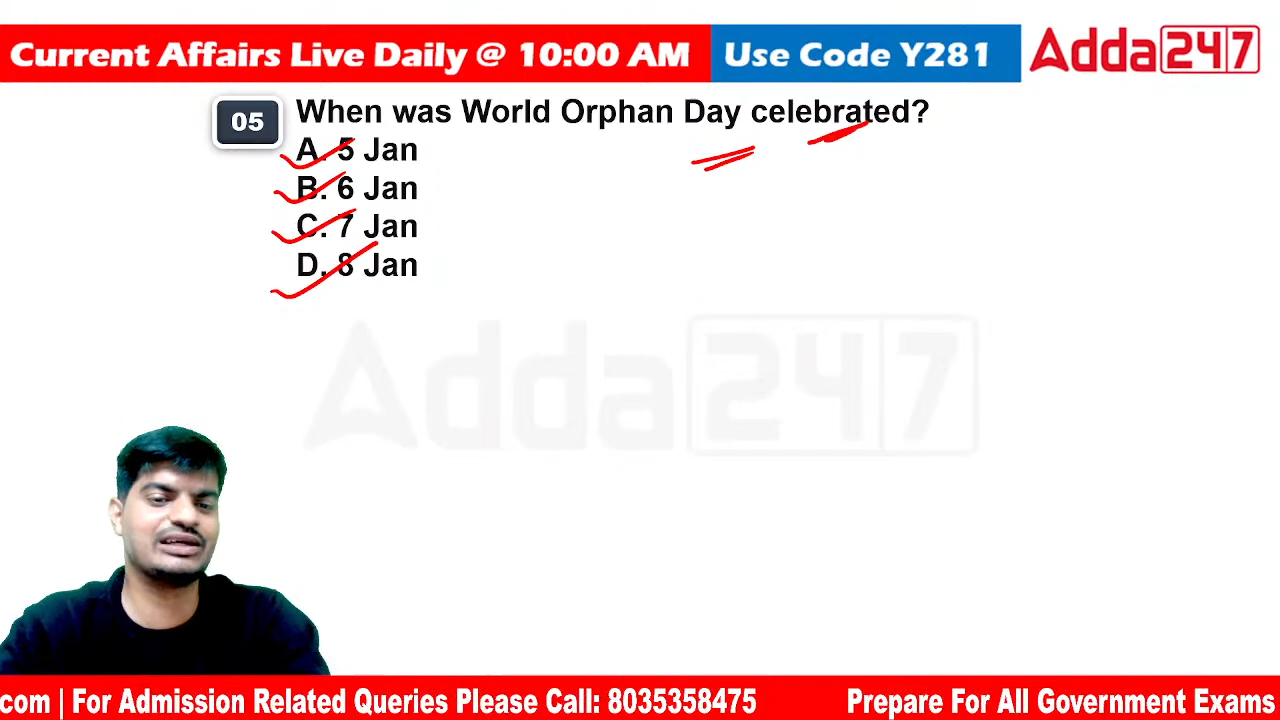 Current Affairs Live Daily @ 10:00 AM
Use Code Y281
Adda247
05
When was World Orphan Day celebrated?
A. 5 Jan
B. 6 Jan
C. 7 Jan
D. 8 Jan
Adda247
.com | For Admission Related Queries Please Call: 8035358475
Prepare For All Government Exams